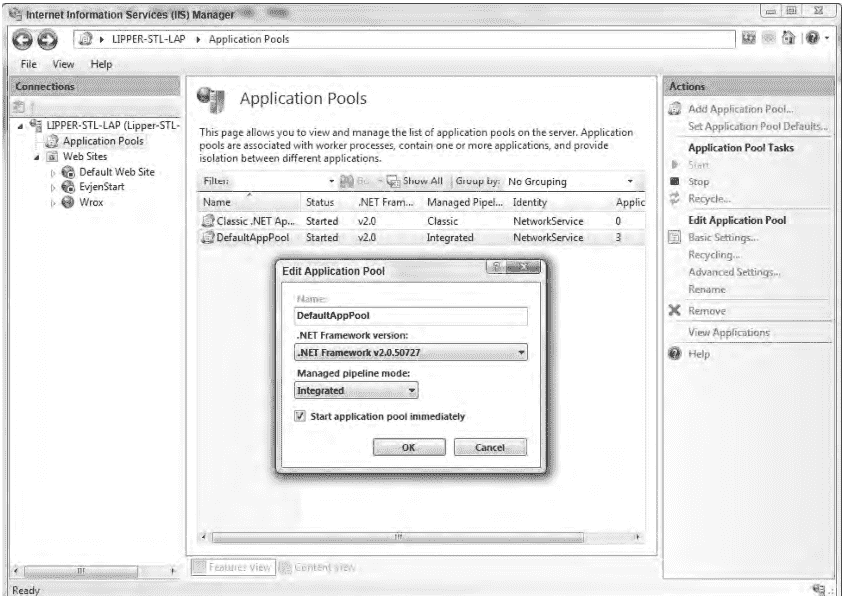 Internet Information Services (IIS) Manager
LIPPER-STL-LAP Application Pools
File View Help
Connections
LIPPER-STL-LAP (Lipper-STL-
Application Pools
Web Sites
Default Web Site
EvjenStart
Wrox
Application Pools
This page allows you to view and manage the list of application pools on the server. Application
pools are associated with worker processes, contain one or more applications, and provide
isolation between different applications.
Filter: Show All Group by: No Grouping
Name Status .NET Fram... Managed Pipel... Identity Applic
Classic .NET Ap... Started v2.0 Classic NetworkService 0
DefaultAppPool Started v2.0 Integrated NetworkService 3
Edit Application Pool
Name:
DefaultAppPool
.NET Framework version:
.NET Framework v2.0.50727
Managed pipeline mode:
Integrated
Start application pool immediately
OK Cancel
Features View Content View
Actions
Add Application Pool...
Set Application Pool Defaults...
Application Pool Tasks
Start
Stop
Recycle...
Edit Application Pool
Basic Settings...
Recycling...
Advanced Settings...
Rename
Remove
View Applications
Help
Ready